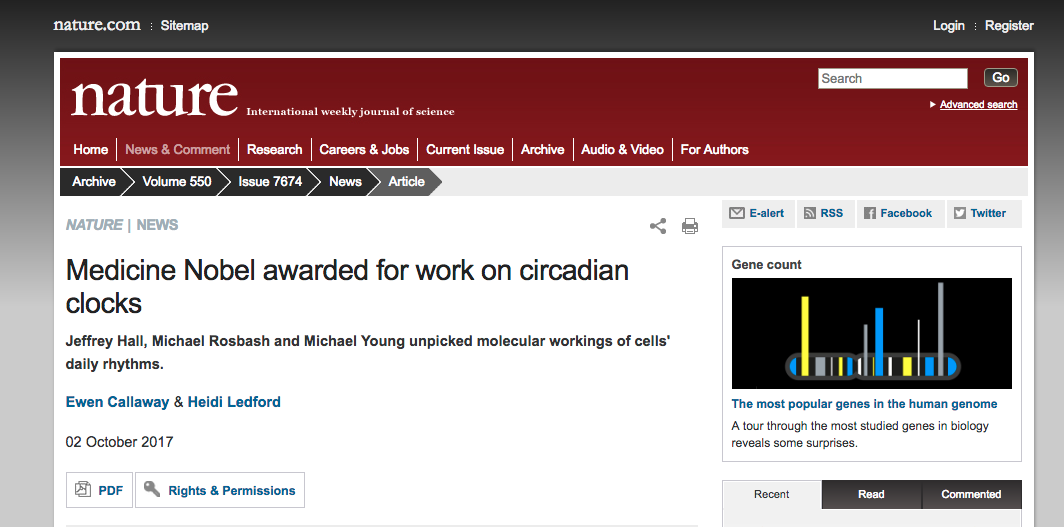 nature.com : Sitemap
Login : Register
nature International weekly journal of science
Search Go
Advanced search
Home News & Comment Research Careers & Jobs Current Issue Archive Audio & Video For Authors
Archive Volume 550 Issue 7674 News Article
NATURE | NEWS
Medicine Nobel awarded for work on circadian
clocks
Jeffrey Hall, Michael Rosbash and Michael Young unpicked molecular workings of cells'
daily rhythms.
Ewen Callaway & Heidi Ledford
02 October 2017
PDF Rights & Permissions
E-alert RSS Facebook Twitter
Gene count
The most popular genes in the human genome
A tour through the most studied genes in biology
reveals some surprises.
Recent Read Commented